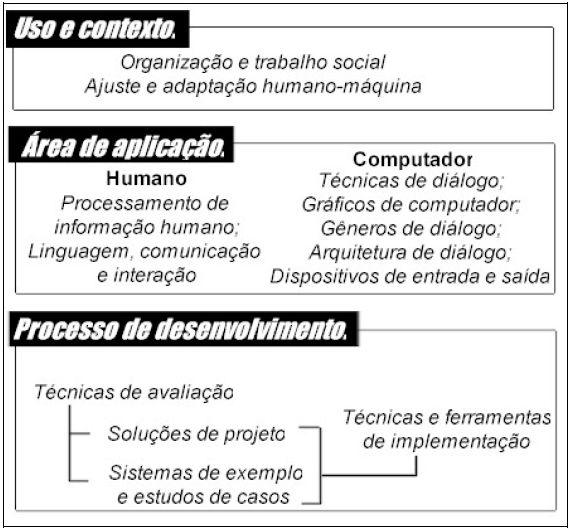 Uso e contexto.
Organização e trabalho social
Ajuste e adaptação humano-máquina
Área de aplicação.
Humano
Processamento de
informação humano;
Linguagem, comunicação
e interação
Computador
Técnicas de diálogo;
Gráficos de computador;
Gêneros de diálogo;
Arquitetura de diálogo;
Dispositivos de entrada e saída
Processo de desenvolvimento.
Técnicas de avaliação
Soluções de projeto
Sistemas de exemplo
e estudos de casos
Técnicas e ferramentas
de implementação